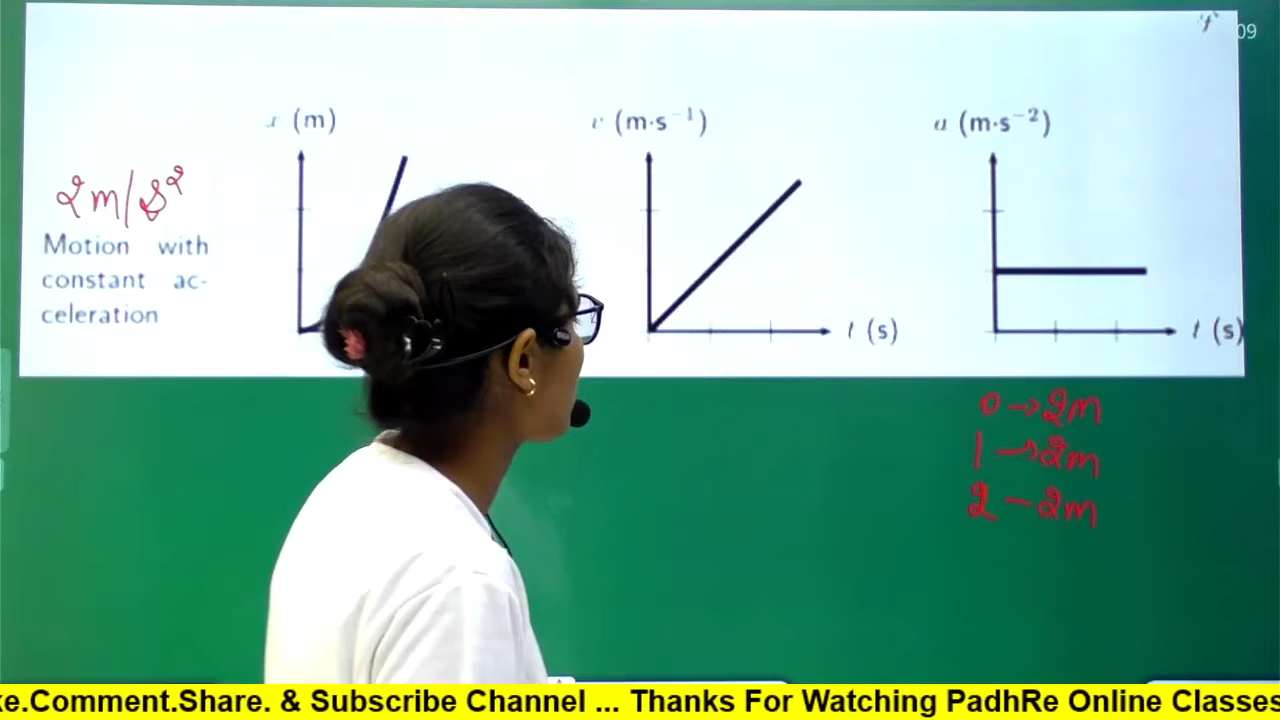 09
x (m)
v (m·s⁻¹)
a (m·s⁻²)
2m/s²
Motion with
constant ac-
celeration
t (s)
t (s)
0 → 2m
1 → 2m
2 – 2m
ke.Comment.Share. & Subscribe Channel ... Thanks For Watching PadhRe Online Classes